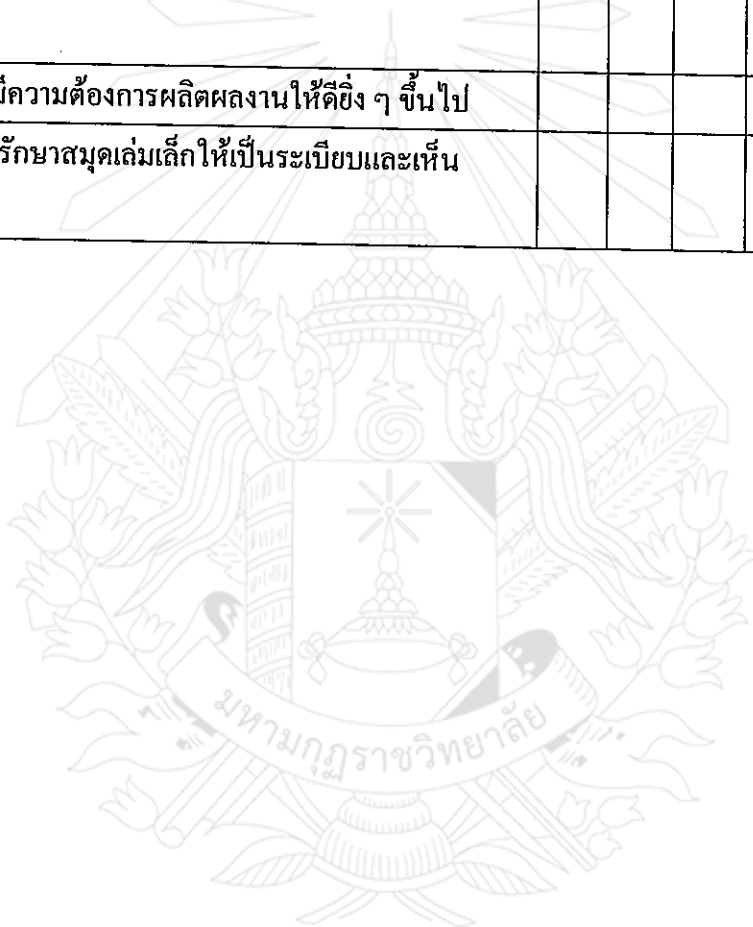 มีความต้องการผลิตผลงานให้ดียิ่ง ๆ ขึ้นไป
รักษาสมุดเล่มเล็กให้เป็นระเบียบและเห็น
มหามกุฏราชวิทยาลัย